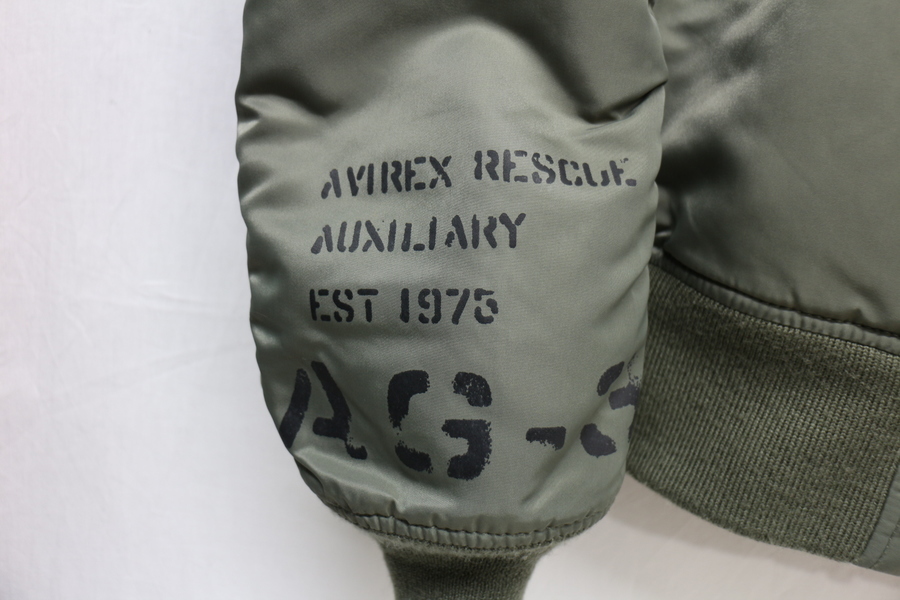 AVIREX RESCUE
AUXILIARY
EST 1975
AG-